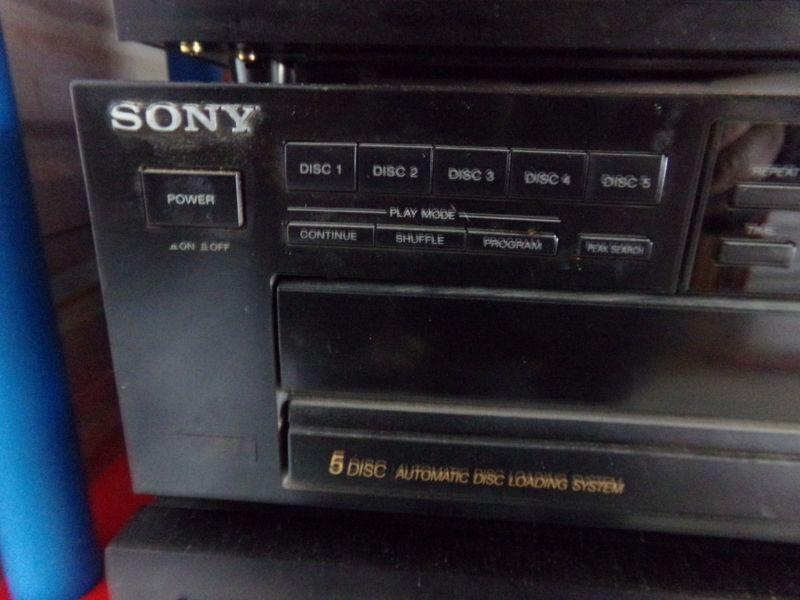 SONY
DISC 1 DISC 2 DISC 3 DISC 4 DISC 5
REPEAT
POWER
PLAY MODE
CONTINUE SHUFFLE PROGRAM PEAK SEARCH
TIME
ON OFF
5 DISC AUTOMATIC DISC LOADING SYSTEM